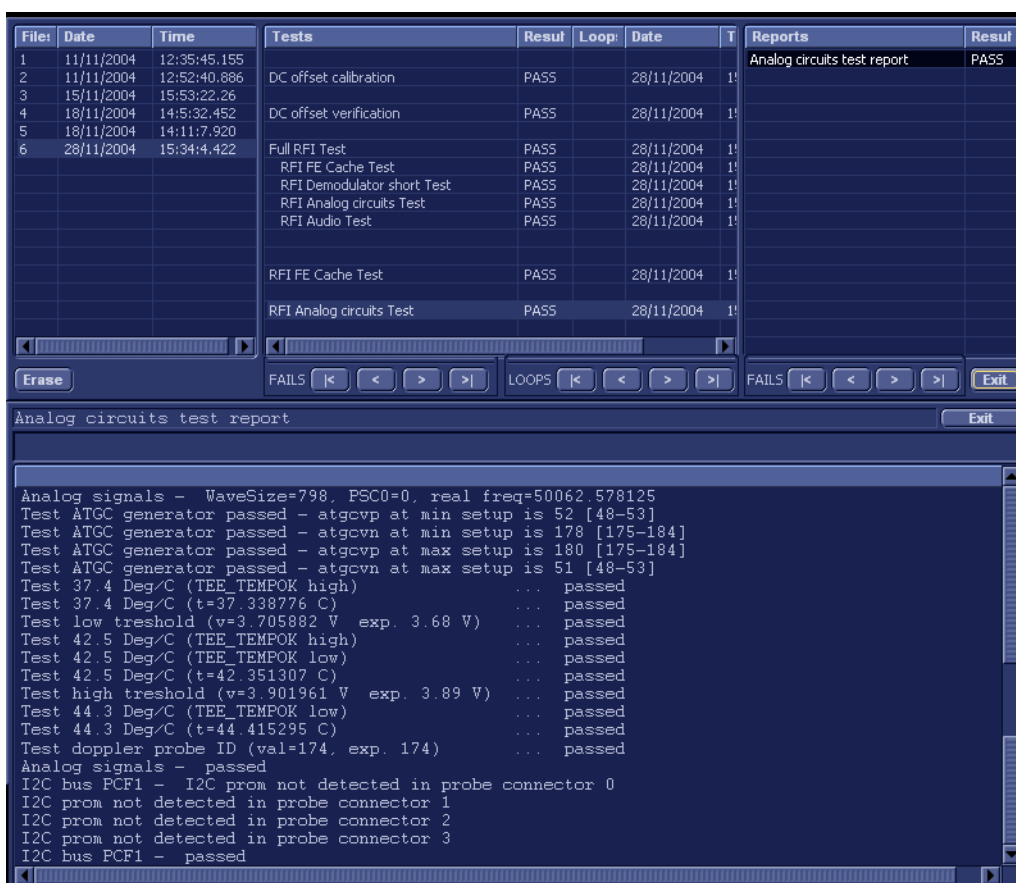 File: Date Time
1 11/11/2004 12:35:45.155
2 11/11/2004 12:52:40.886
3 15/11/2004 15:53:22.26
4 18/11/2004 14:5:32.452
5 18/11/2004 14:11:7.920
6 28/11/2004 15:34:4.422
Erase
Tests Result Loop: Date T
DC offset calibration PASS 28/11/2004 15
DC offset verification PASS 28/11/2004 15
Full RFI Test PASS 28/11/2004 15
RFI FE Cache Test PASS 28/11/2004 15
RFI Demodulator short Test PASS 28/11/2004 15
RFI Analog circuits Test PASS 28/11/2004 15
RFI Audio Test PASS 28/11/2004 15
RFI FE Cache Test PASS 28/11/2004 15
RFI Analog circuits Test PASS 28/11/2004 15
FAILS |< < > >| LOOPS |< < > >|
Reports Result
Analog circuits test report PASS
FAILS |< < > >| Exit
Analog circuits test report Exit
Analog signals - WaveSize=798, PSC0=0, real freq=50062.578125
Test ATGC generator passed - atgcvp at min setup is 52 [48-53]
Test ATGC generator passed - atgcvn at min setup is 178 [175-184]
Test ATGC generator passed - atgcvp at max setup is 180 [175-184]
Test ATGC generator passed - atgcvn at max setup is 51 [48-53]
Test 37.4 Deg/C (TEE_TEMPOK high) ... passed
Test 37.4 Deg/C (t=37.338776 C) ... passed
Test low treshold (v=3.705882 V exp. 3.68 V) ... passed
Test 42.5 Deg/C (TEE_TEMPOK high) ... passed
Test 42.5 Deg/C (TEE_TEMPOK low) ... passed
Test 42.5 Deg/C (t=42.351307 C) ... passed
Test high treshold (v=3.901961 V exp. 3.89 V) ... passed
Test 44.3 Deg/C (TEE_TEMPOK low) ... passed
Test 44.3 Deg/C (t=44.415295 C) ... passed
Test doppler probe ID (val=174, exp. 174) ... passed
Analog signals - passed
I2C bus PCF1 - I2C prom not detected in probe connector 0
I2C prom not detected in probe connector 1
I2C prom not detected in probe connector 2
I2C prom not detected in probe connector 3
I2C bus PCF1 - passed